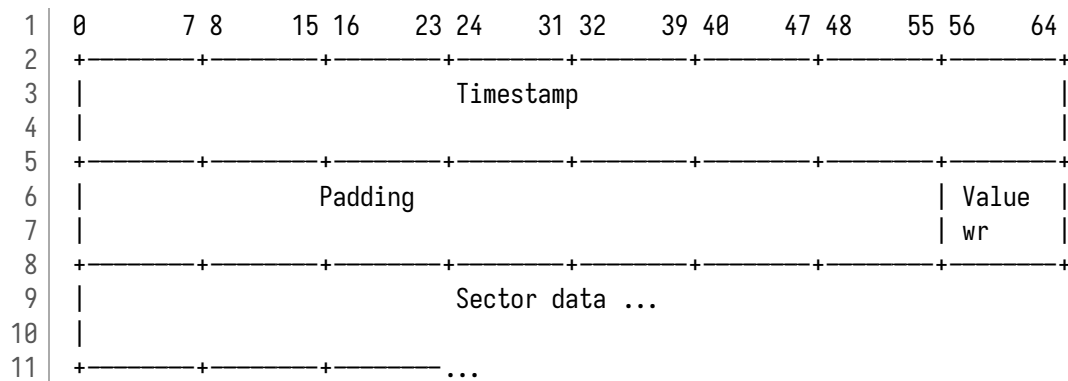 1 0 7 8 15 16 23 24 31 32 39 40 47 48 55 56 64
2 +--------+--------+--------+--------+--------+--------+--------+--------+
3 | Timestamp |
4 | |
5 +--------+--------+--------+--------+--------+--------+--------+--------+
6 | Padding | Value |
7 | | wr |
8 +--------+--------+--------+--------+--------+--------+--------+--------+
9 | Sector data ...
10 |
11 +--------+--------+--------...